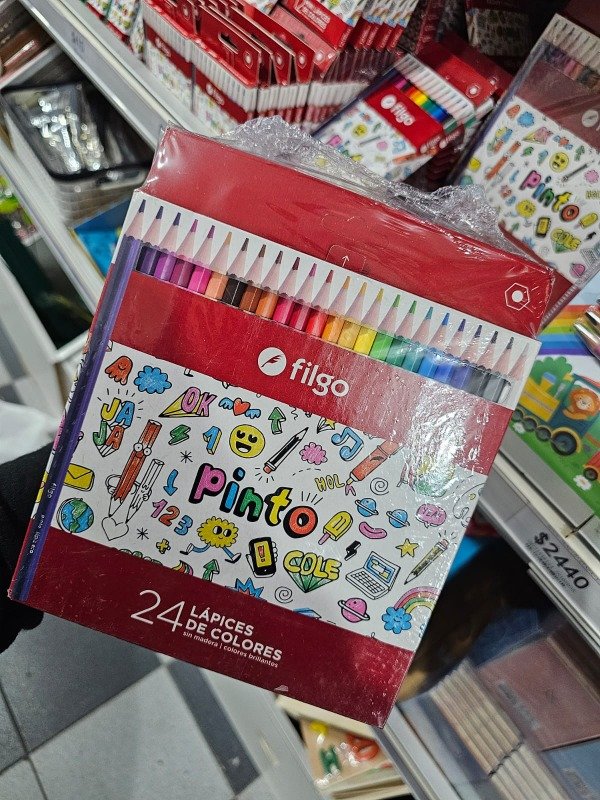 filgo
pinto
filgo
A
OK
JA
JA
1
HOLA
pinto
COLE
123
COLE
24 LÁPICES
DE COLORES
sin madera | colores brillantes
$2440